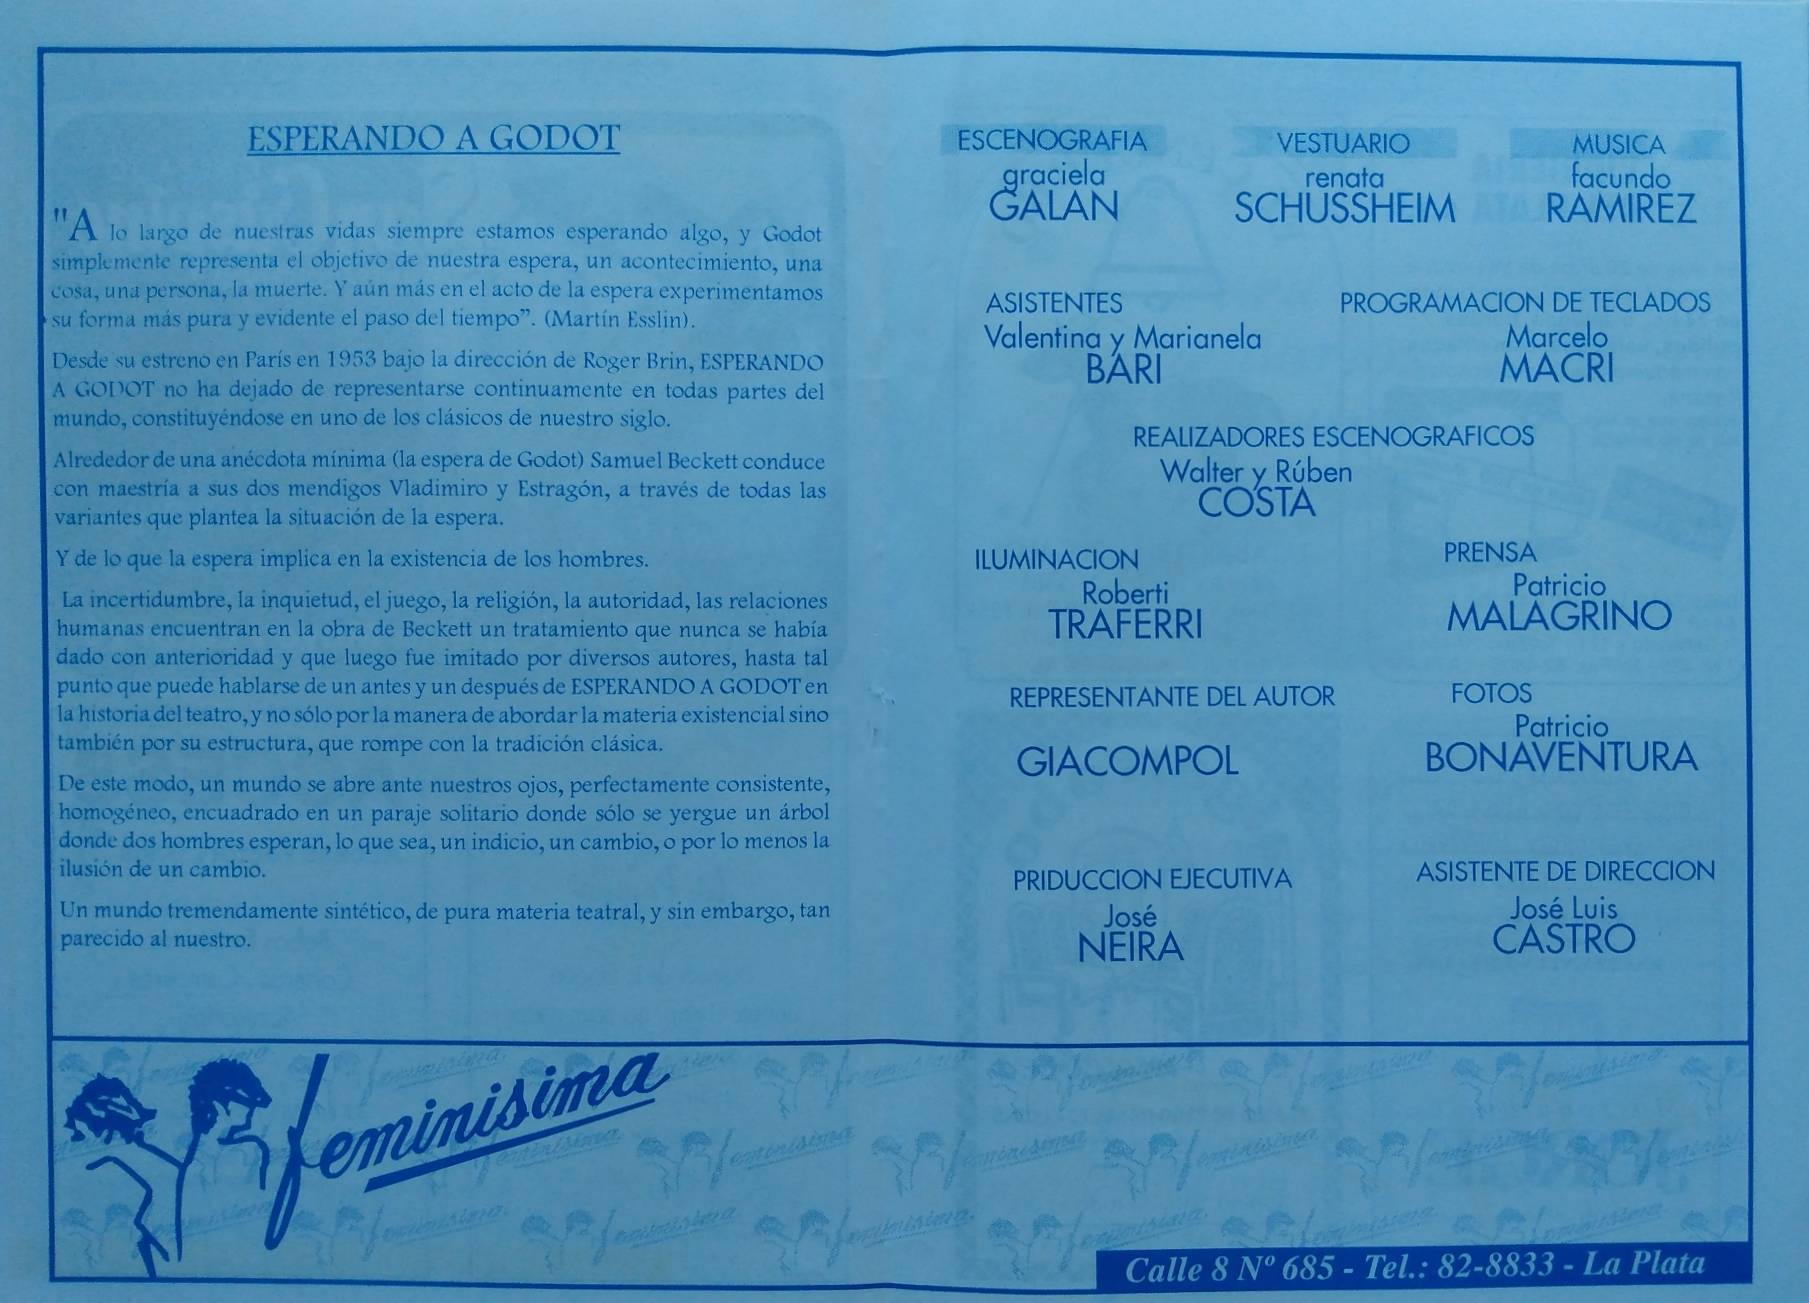 ESPERANDO A GODOT
"A lo largo de nuestras vidas siempre estamos esperando algo, y Godot
simplemente representa el objetivo de nuestra espera, un acontecimiento, una
cosa, una persona, la muerte. Y aún más en el acto de la espera experimentamos
su forma más pura y evidente el paso del tiempo”. (Martín Esslin).
Desde su estreno en París en 1953 bajo la dirección de Roger Brin, ESPERANDO
A GODOT no ha dejado de representarse continuamente en todas partes del
mundo, constituyéndose en uno de los clásicos de nuestro siglo.
Alrededor de una anécdota mínima (la espera de Godot) Samuel Beckett conduce
con maestría a sus dos mendigos Vladimiro y Estragón, a través de todas las
variantes que plantea la situación de la espera.
Y de lo que la espera implica en la existencia de los hombres.
La incertidumbre, la inquietud, el juego, la religión, la autoridad, las relaciones
humanas encuentran en la obra de Beckett un tratamiento que nunca se había
dado con anterioridad y que luego fue imitado por diversos autores, hasta tal
punto que puede hablarse de un antes y un después de ESPERANDO A GODOT en
la historia del teatro, y no sólo por la manera de abordar la materia existencial sino
también por su estructura, que rompe con la tradición clásica.
De este modo, un mundo se abre ante nuestros ojos, perfectamente consistente,
homogéneo, encuadrado en un paraje solitario donde sólo se yergue un árbol
donde dos hombres esperan, lo que sea, un indicio, un cambio, o por lo menos la
ilusión de un cambio.
Un mundo tremendamente sintético, de pura materia teatral, y sin embargo, tan
parecido al nuestro.
ESCENOGRAFIA
graciela
GALAN
VESTUARIO
renata
SCHUSSHEIM
MUSICA
facundo
RAMIREZ
ASISTENTES
Valentina y Marianela
BARI
PROGRAMACION DE TECLADOS
Marcelo
MACRI
REALIZADORES ESCENOGRAFICOS
Walter y Rúben
COSTA
ILUMINACION
Roberti
TRAFERRI
PRENSA
Patricio
MALAGRINO
REPRESENTANTE DEL AUTOR
GIACOMPOL
FOTOS
Patricio
BONAVENTURA
PRIDUCCION EJECUTIVA
José
NEIRA
ASISTENTE DE DIRECCION
José Luis
CASTRO
feminisima
Calle 8 Nº 685 - Tel.: 82-8833 - La Plata